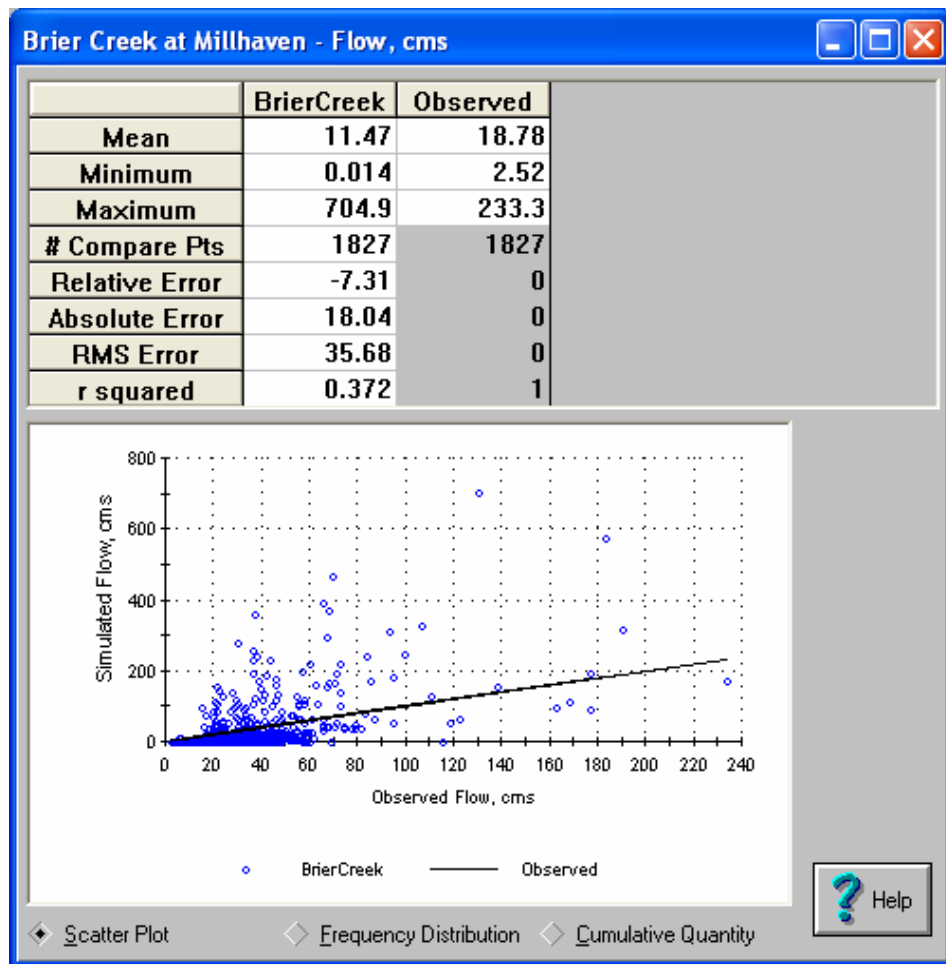 Brier Creek at Millhaven - Flow, cms
BrierCreek Observed
Mean 11.47 18.78
Minimum 0.014 2.52
Maximum 704.9 233.3
# Compare Pts 1827 1827
Relative Error -7.31 0
Absolute Error 18.04 0
RMS Error 35.68 0
r squared 0.372 1
800
600
400
200
0
Simulated Flow, cms
0 20 40 60 80 100 120 140 160 180 200 220 240
Observed Flow, cms
BrierCreek Observed
? Help
Scatter Plot Frequency Distribution Cumulative Quantity